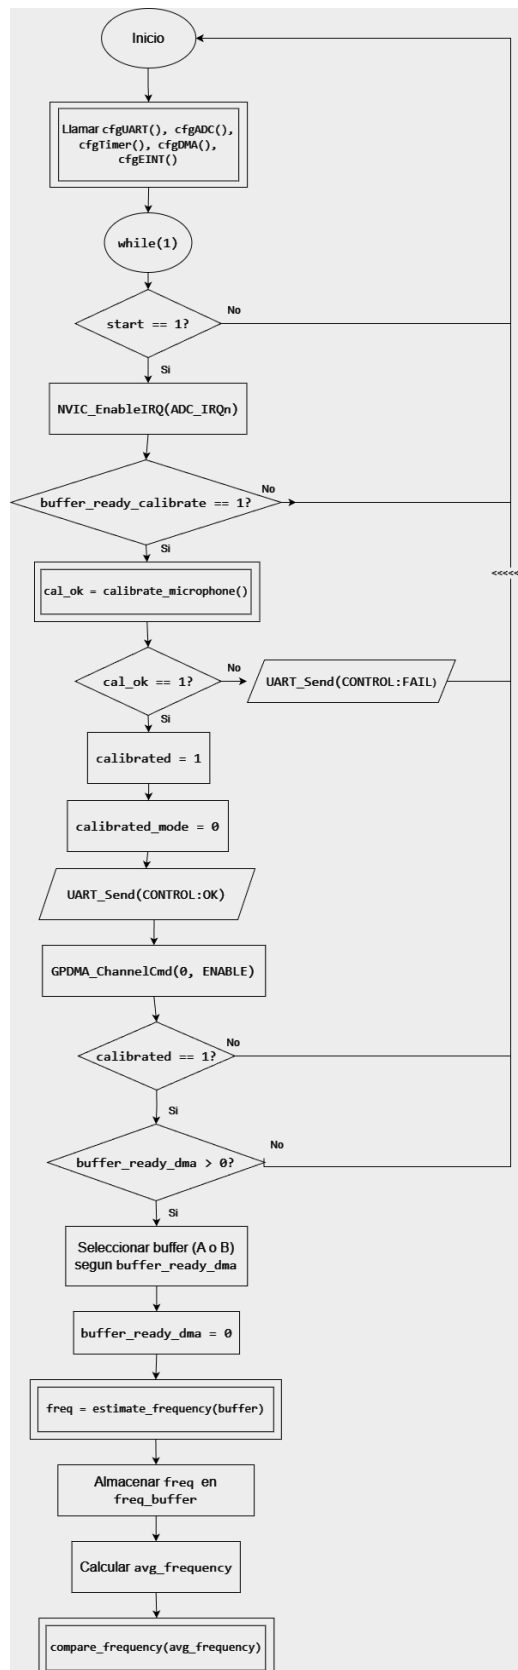 Inicio
Llamar cfgUART(), cfgADC(),
cfgTimer(), cfgDMA(),
cfgEINT()
while(1)
start == 1?
No
Si
NVIC_EnableIRQ(ADC_IRQn)
buffer_ready_calibrate == 1?
No
Si
<<<<<
cal_ok = calibrate_microphone()
cal_ok == 1?
No
UART_Send(CONTROL:FAIL)
Si
calibrated = 1
calibrated_mode = 0
UART_Send(CONTROL:OK)
GPDMA_ChannelCmd(0, ENABLE)
calibrated == 1?
No
Si
buffer_ready_dma > 0?
No
Si
Seleccionar buffer (A o B)
segun buffer_ready_dma
buffer_ready_dma = 0
freq = estimate_frequency(buffer)
Almacenar freq en
freq_buffer
Calcular avg_frequency
compare_frequency(avg_frequency)